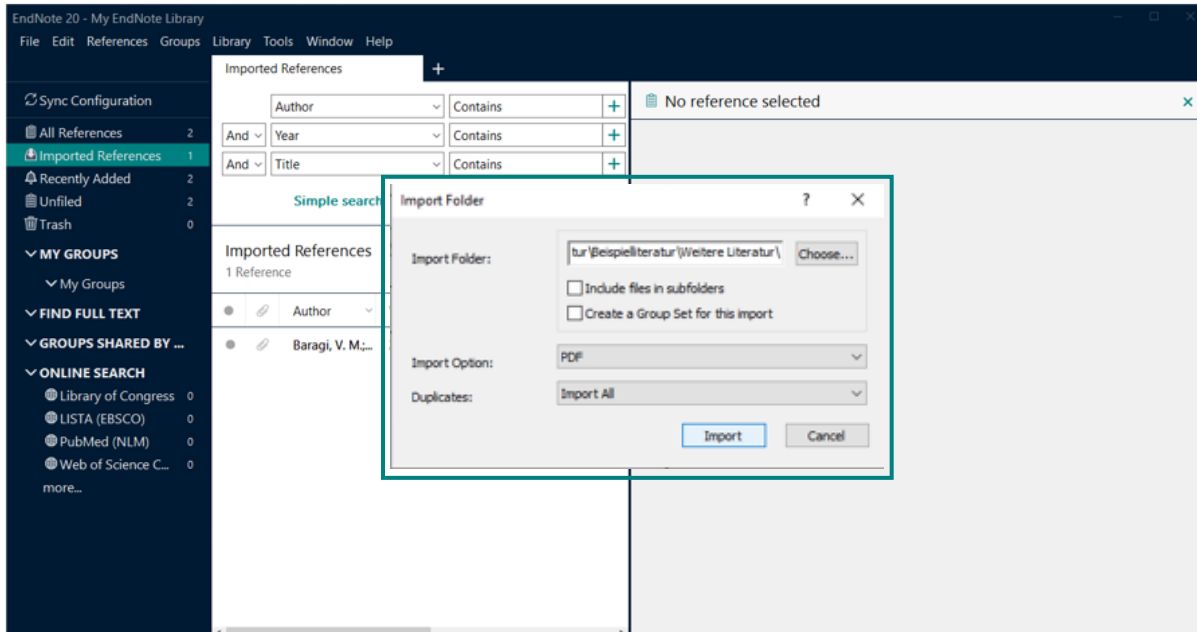 EndNote 20 - My EndNote Library
File Edit References Groups Library Tools Window Help
Imported References +
Sync Configuration
All References 2
Imported References 1
Recently Added 2
Unfiled 2
Trash 0
MY GROUPS
My Groups
FIND FULL TEXT
GROUPS SHARED BY ...
ONLINE SEARCH
Library of Congress 0
LISTA (EBSCO) 0
PubMed (NLM) 0
Web of Science C... 0
more...
Author Contains +
And Year Contains +
And Title Contains +
Simple search
Imported References
1 Reference
Author
Baragi, V. M.;...
No reference selected
Import Folder ?
Import Folder: tur\Beispielliteratur\Weitere Literatur\ Choose...
Include files in subfolders
Create a Group Set for this import
Import Option: PDF
Duplicates: Import All
Import Cancel